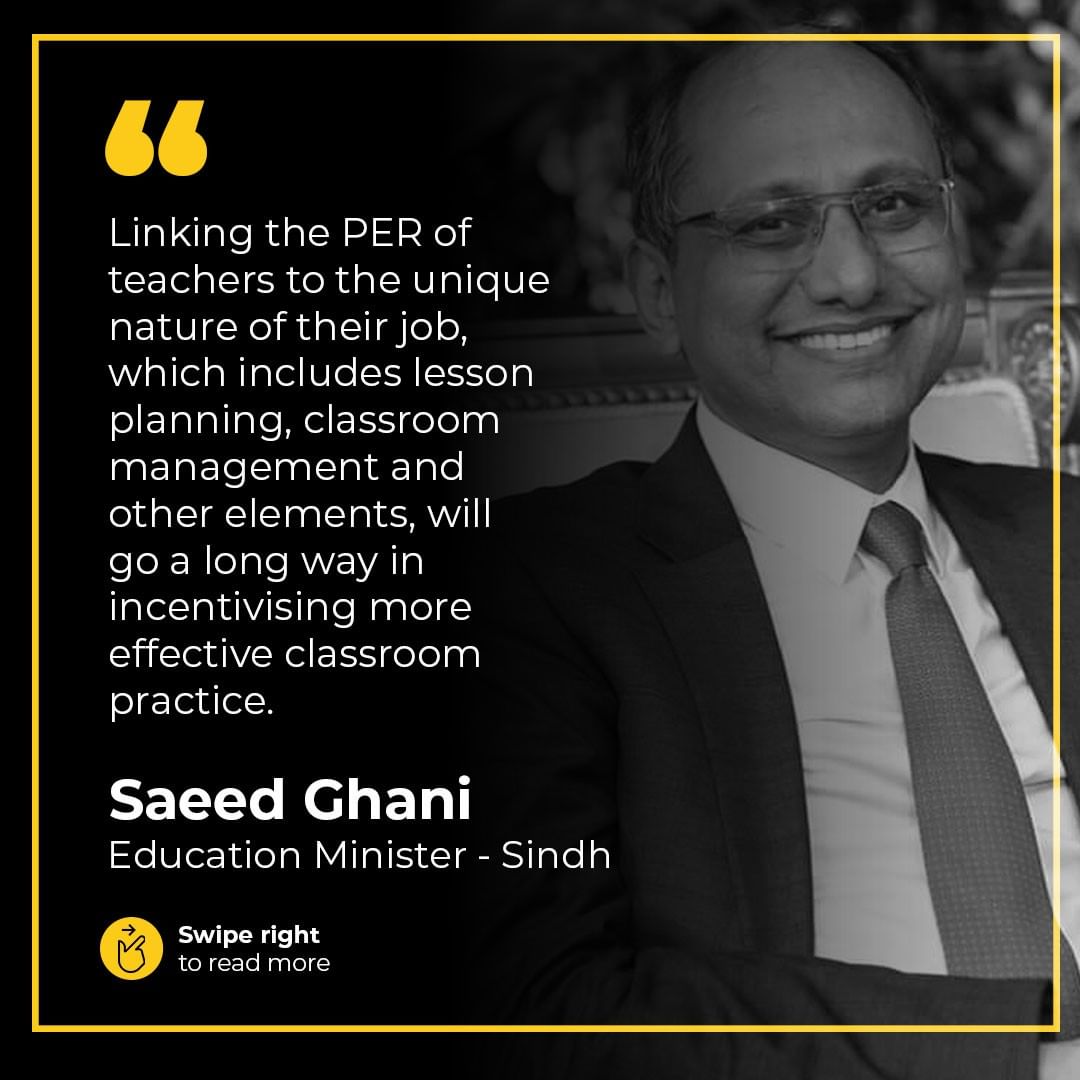 “
Linking the PER of
teachers to the unique
nature of their job,
which includes lesson
planning, classroom
management and
other elements, will
go a long way in
incentivising more
effective classroom
practice.
Saeed Ghani
Education Minister - Sindh
Swipe right
to read more